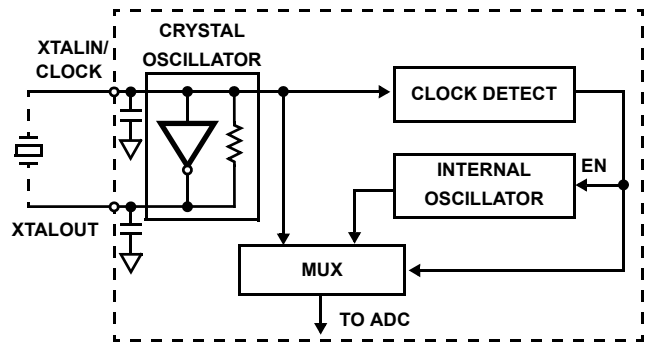 CRYSTAL
OSCILLATOR
XTALIN/
CLOCK
CLOCK DETECT
INTERNAL
OSCILLATOR
EN
XTALOUT
MUX
TO ADC